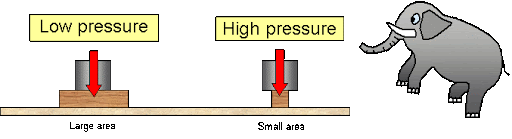 Low pressure
High pressure
Large area
Small area